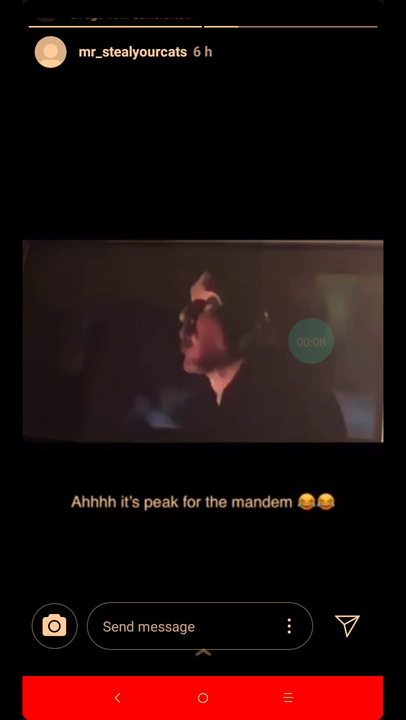 mr_stealyourcats 6 h
00:08
Ahhhh it's peak for the mandem 😂😂
Send message